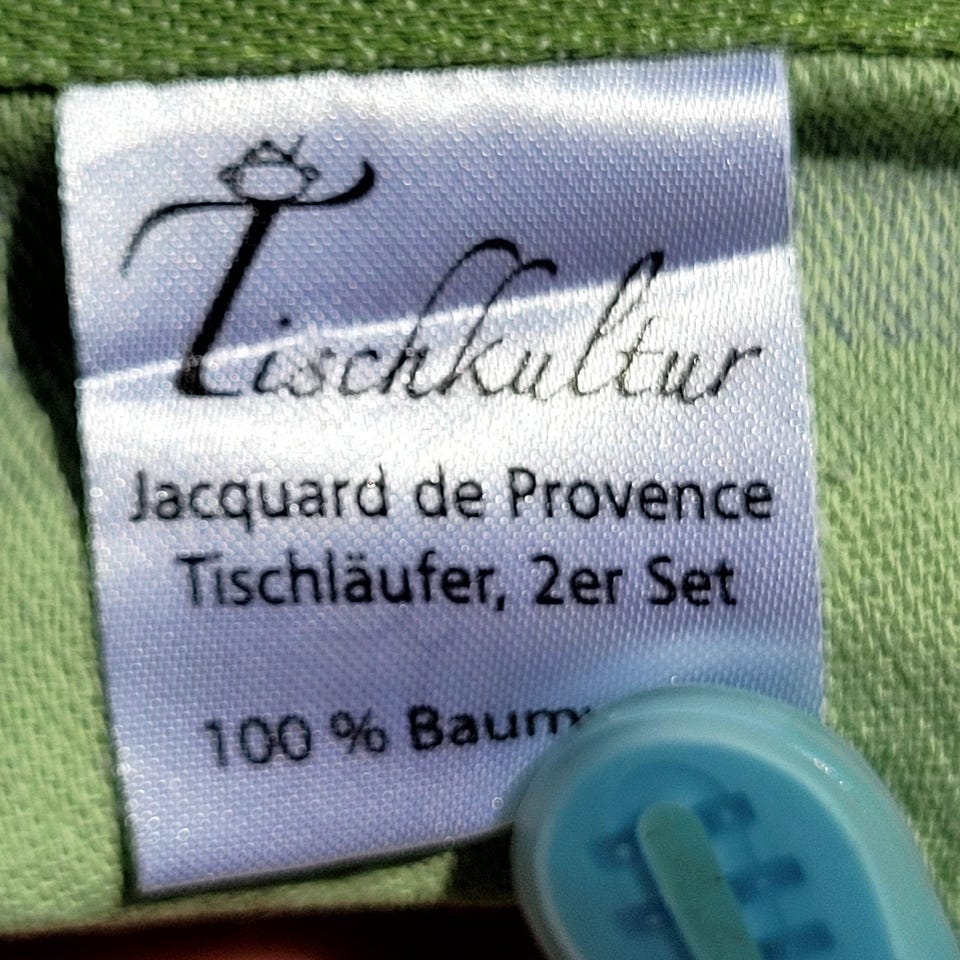 Tischkultur
Jacquard de Provence
Tischläufer, 2er Set
100 %